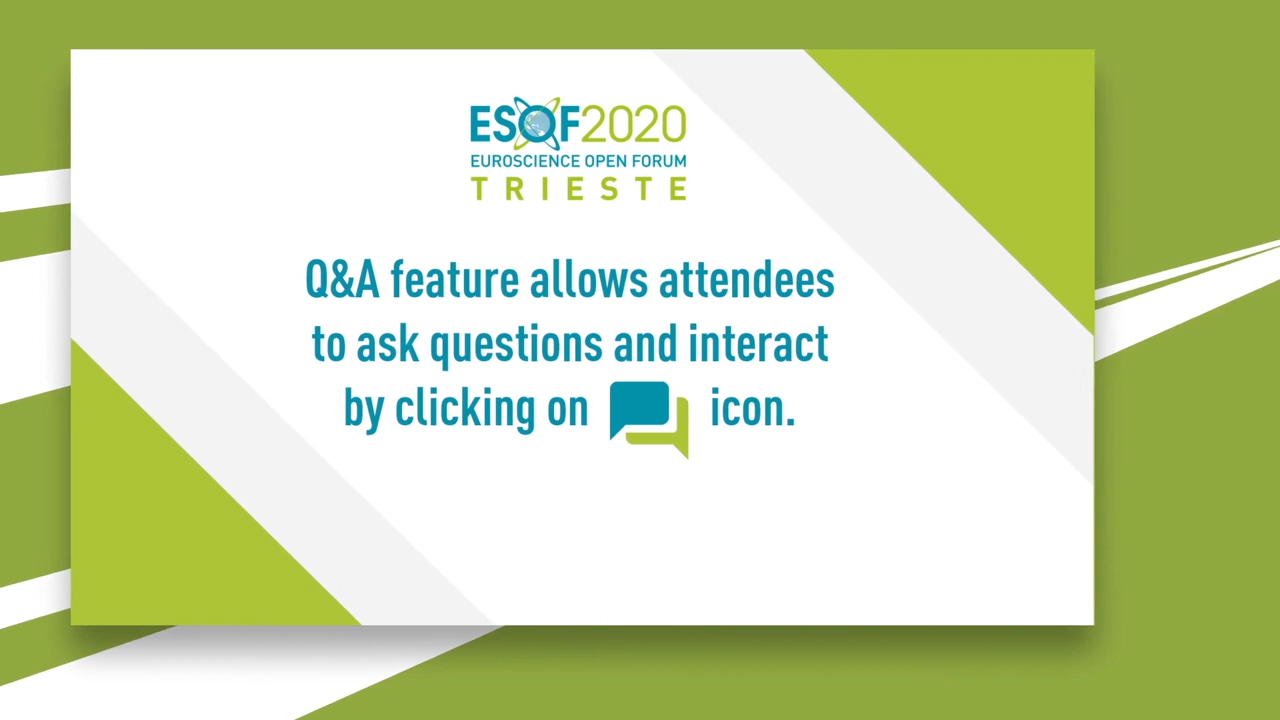 ESOF2020
EUROSCIENCE OPEN FORUM
TRIESTE
Q&A feature allows attendees
to ask questions and interact
by clicking on icon.